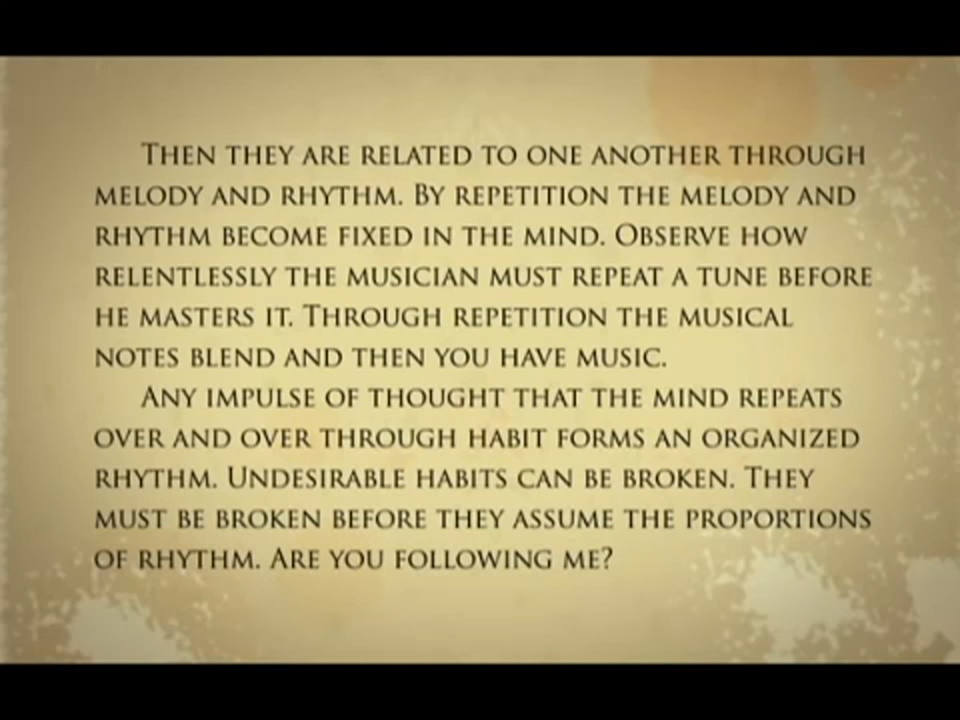 THEN THEY ARE RELATED TO ONE ANOTHER THROUGH
MELODY AND RHYTHM. BY REPETITION THE MELODY AND
RHYTHM BECOME FIXED IN THE MIND. OBSERVE HOW
RELENTLESSLY THE MUSICIAN MUST REPEAT A TUNE BEFORE
HE MASTERS IT. THROUGH REPETITION THE MUSICAL
NOTES BLEND AND THEN YOU HAVE MUSIC.
ANY IMPULSE OF THOUGHT THAT THE MIND REPEATS
OVER AND OVER THROUGH HABIT FORMS AN ORGANIZED
RHYTHM. UNDESIRABLE HABITS CAN BE BROKEN. THEY
MUST BE BROKEN BEFORE THEY ASSUME THE PROPORTIONS
OF RHYTHM. ARE YOU FOLLOWING ME?